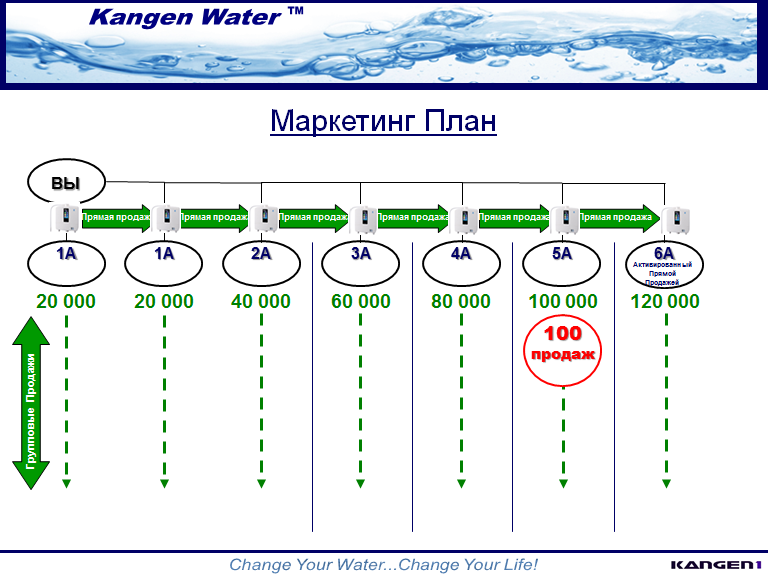 Kangen Water ™
Маркетинг План
ВЫ
Прямая продажа Прямая продажа Прямая продажа Прямая продажа Прямая продажа Прямая продажа
1А 1А 2А 3А 4А 5А 6А
Активированный
Прямой
Продажей
20 000 20 000 40 000 60 000 80 000 100 000 120 000
100
продаж
Групповые Продажи
Change Your Water...Change Your Life!
KANGEN1